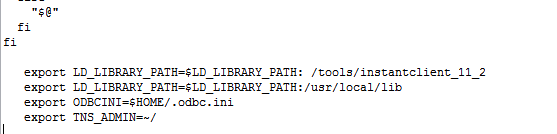 "$@"
fi
fi
export LD_LIBRARY_PATH=$LD_LIBRARY_PATH: /tools/instantclient_11_2
export LD_LIBRARY_PATH=$LD_LIBRARY_PATH:/usr/local/lib
export ODBCINI=$HOME/.odbc.ini
export TNS_ADMIN=~/